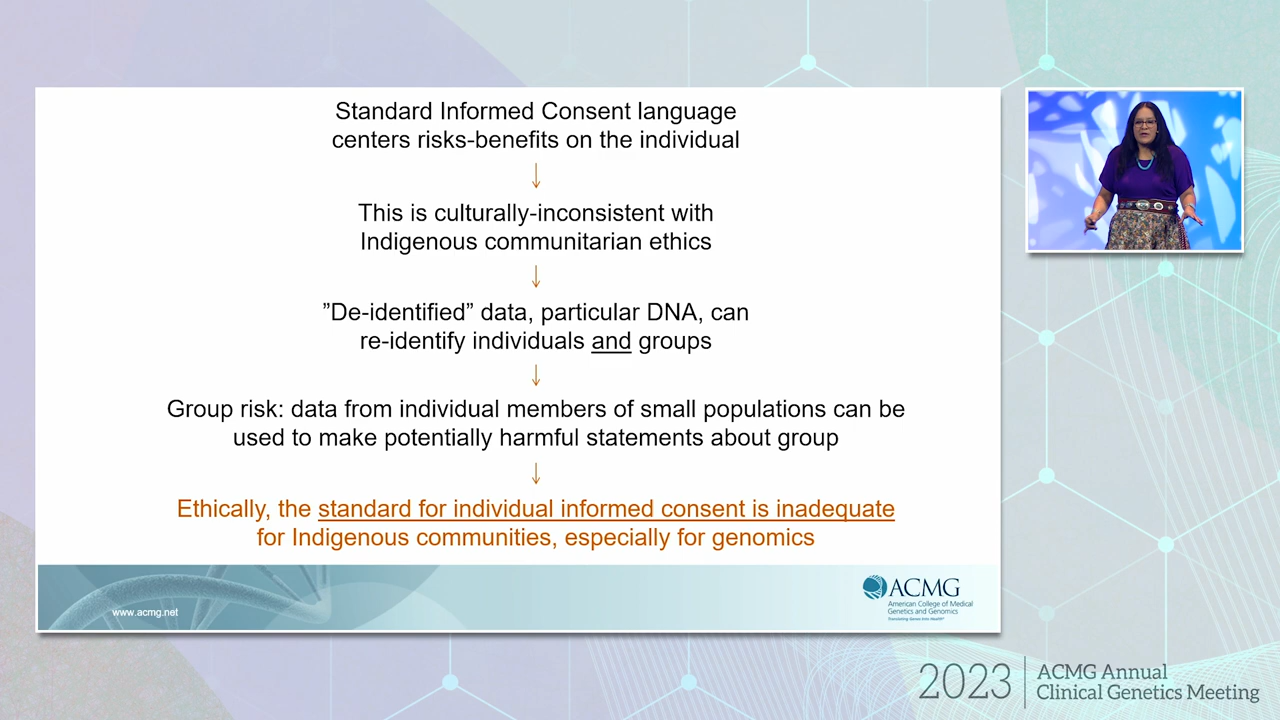 Standard Informed Consent language
centers risks-benefits on the individual
This is culturally-inconsistent with
Indigenous communitarian ethics
”De-identified” data, particular DNA, can
re-identify individuals and groups
Group risk: data from individual members of small populations can be
used to make potentially harmful statements about group
Ethically, the standard for individual informed consent is inadequate
for Indigenous communities, especially for genomics
www.acmg.net
ACMG
American College of Medical
Genetics and Genomics
Translating Genes Into Health®
2023
ACMG Annual
Clinical Genetics Meeting